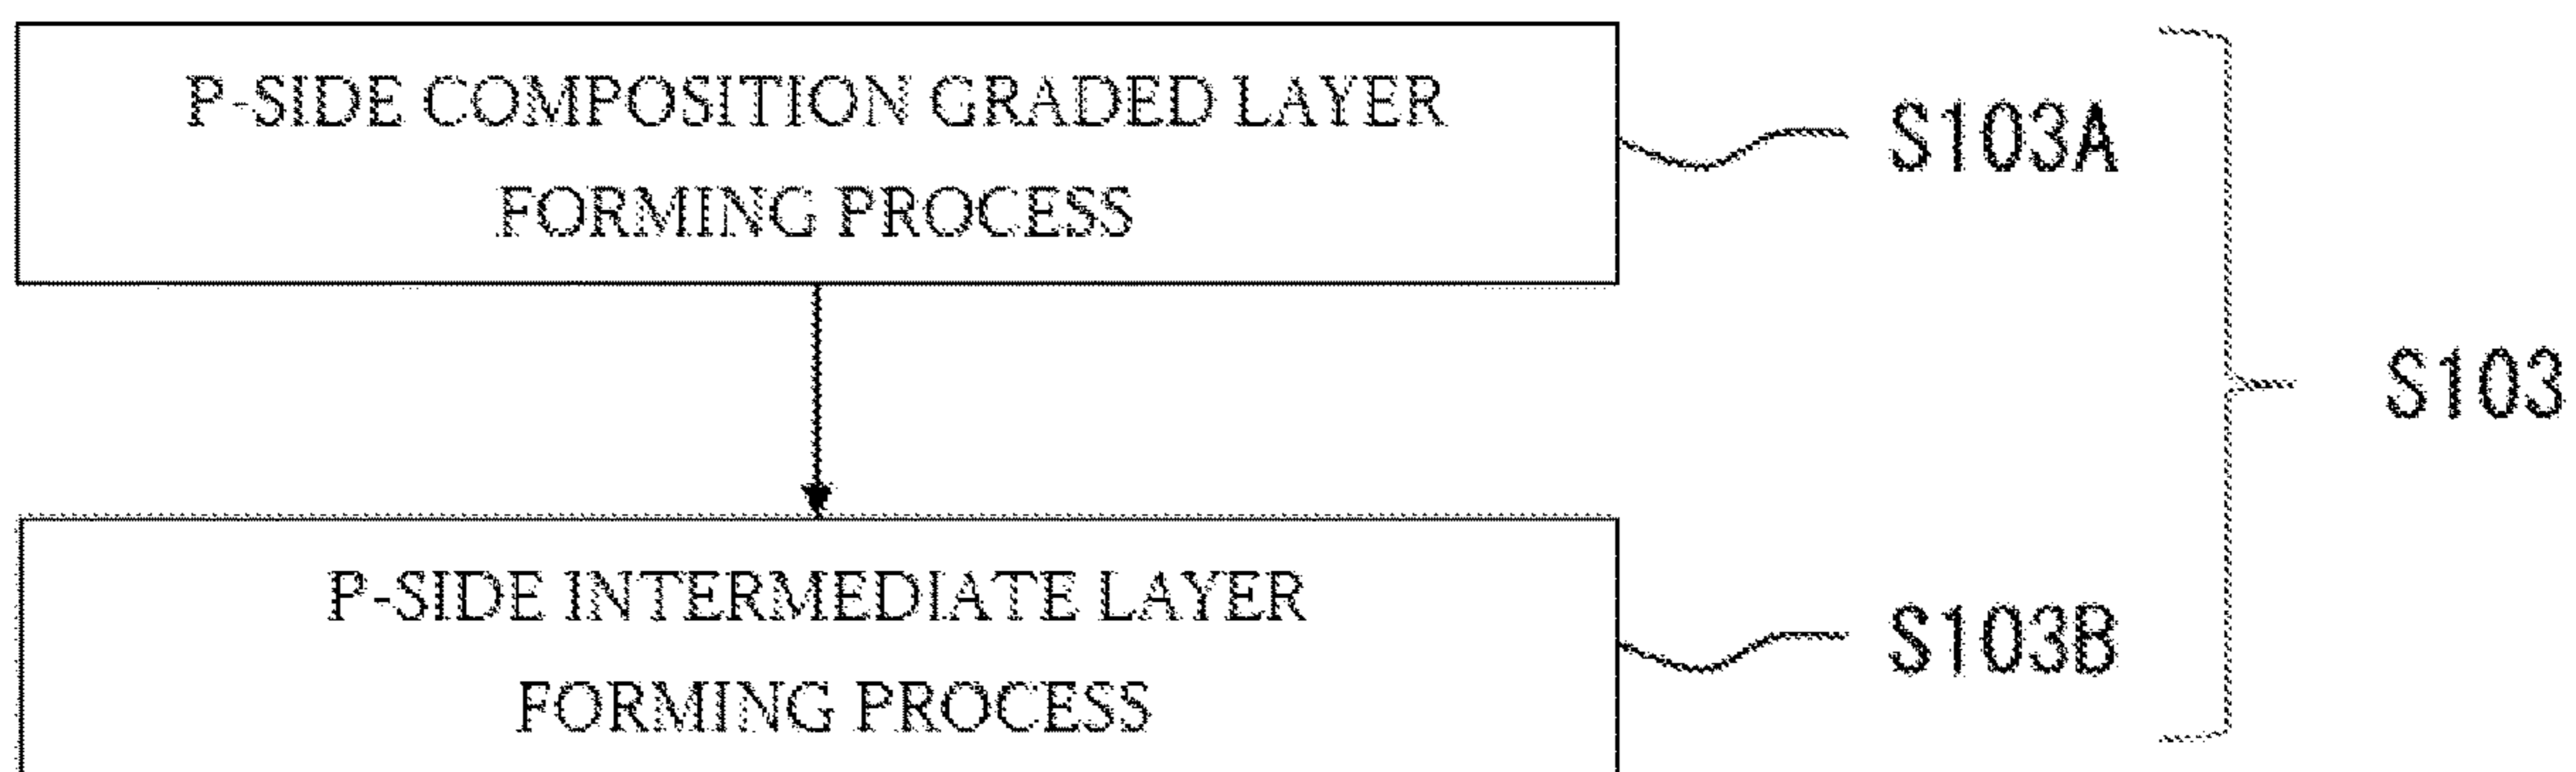 P-SIDE COMPOSITION GRADED LAYER
FORMING PROCESS
S103A
S103
P-SIDE INTERMEDIATE LAYER
FORMING PROCESS
S103B